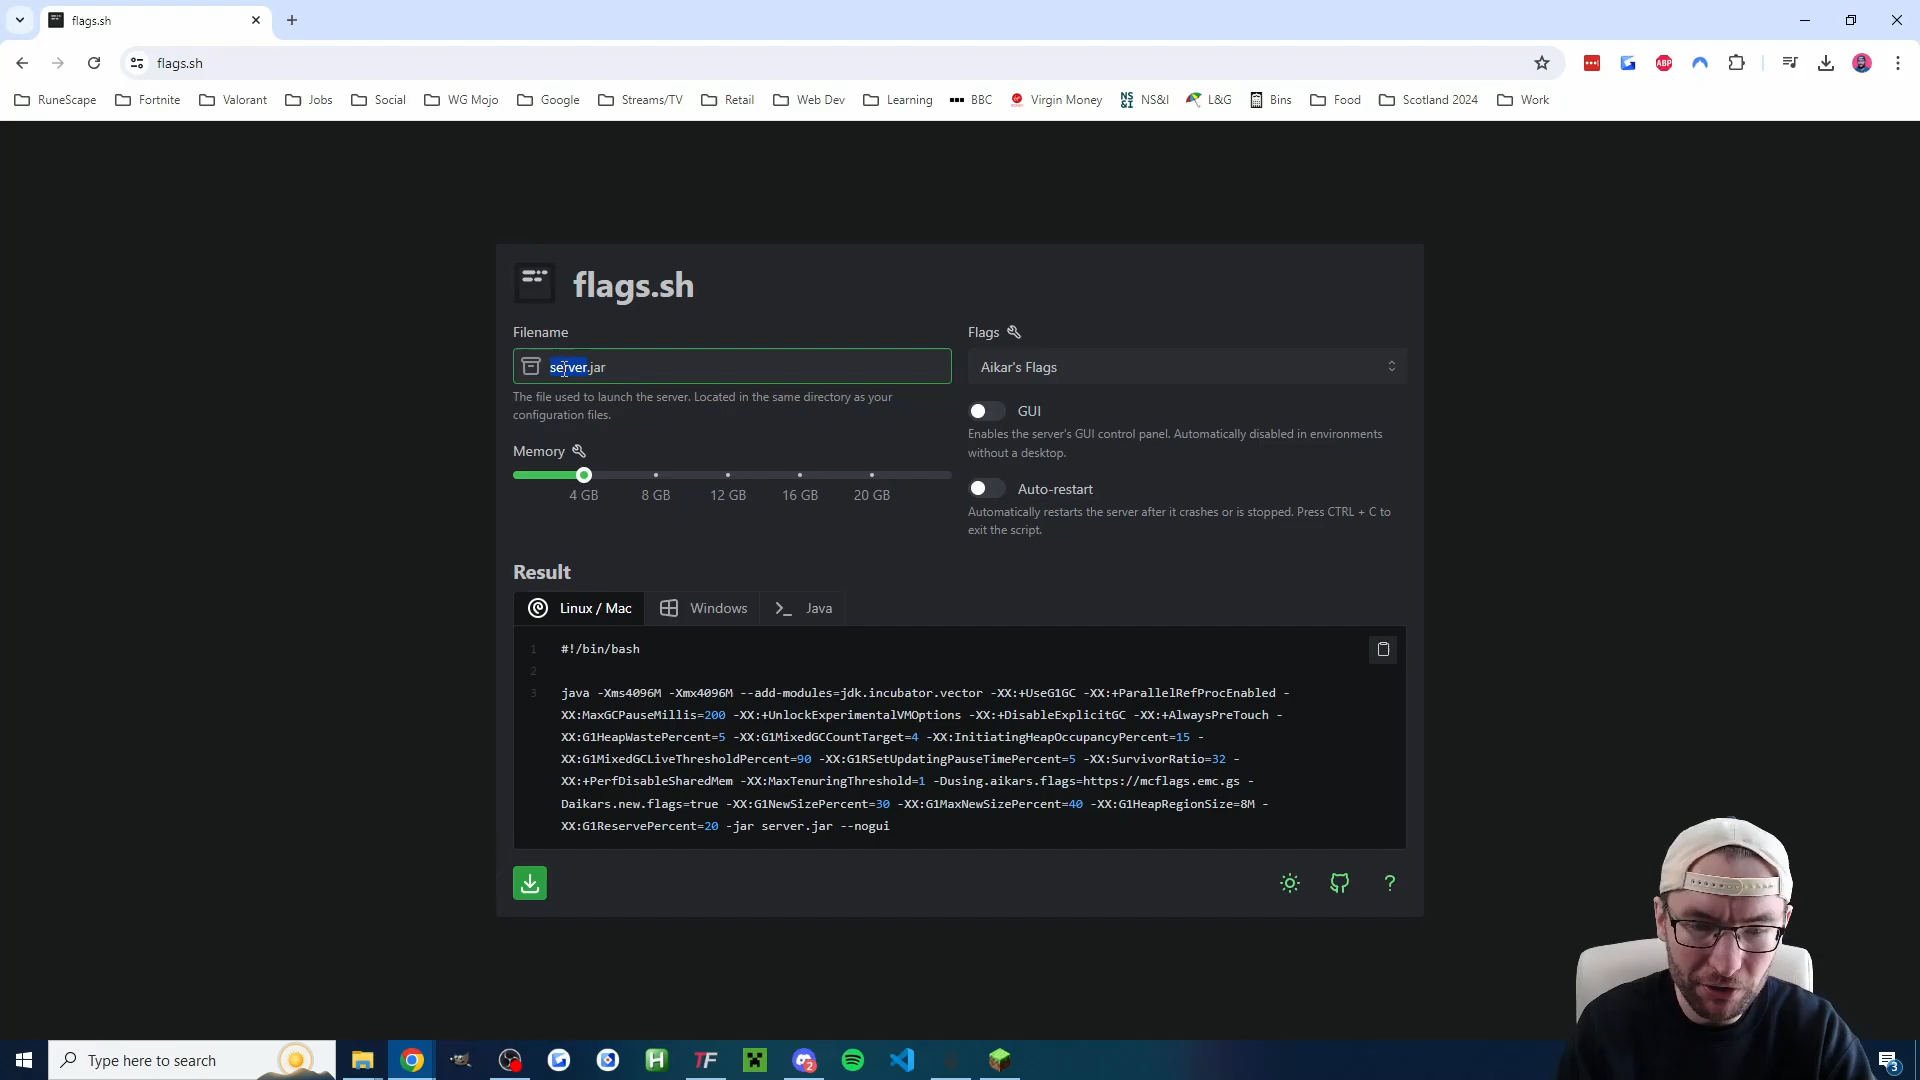 flags.sh
flags.sh
ABP
RuneScape Fortnite Valorant Jobs Social WG Mojo Google Streams/TV Retail Web Dev Learning BBC Virgin Money NS&I NS&I L&G Bins Food Scotland 2024 Work
flags.sh
Filename
server.jar
The file used to launch the server. Located in the same directory as your
configuration files.
Memory
4 GB 8 GB 12 GB 16 GB 20 GB
Flags
Aikar's Flags
GUI
Enables the server's GUI control panel. Automatically disabled in environments
without a desktop.
Auto-restart
Automatically restarts the server after it crashes or is stopped. Press CTRL + C to
exit the script.
Result
Linux / Mac Windows Java
1 #!/bin/bash
2
3 java -Xms4096M -Xmx4096M --add-modules=jdk.incubator.vector -XX:+UseG1GC -XX:+ParallelRefProcEnabled -
XX:MaxGCPauseMillis=200 -XX:+UnlockExperimentalVMOptions -XX:+DisableExplicitGC -XX:+AlwaysPreTouch -
XX:G1HeapWastePercent=5 -XX:G1MixedGCCountTarget=4 -XX:InitiatingHeapOccupancyPercent=15 -
XX:G1MixedGCLiveThresholdPercent=90 -XX:G1RSetUpdatingPauseTimePercent=5 -XX:SurvivorRatio=32 -
XX:+PerfDisableSharedMem -XX:MaxTenuringThreshold=1 -Dusing.aikars.flags=https://mcflags.emc.gs -
Daikars.new.flags=true -XX:G1NewSizePercent=30 -XX:G1MaxNewSizePercent=40 -XX:G1HeapRegionSize=8M -
XX:G1ReservePercent=20 -jar server.jar --nogui
?
Type here to search
H TF 2 3